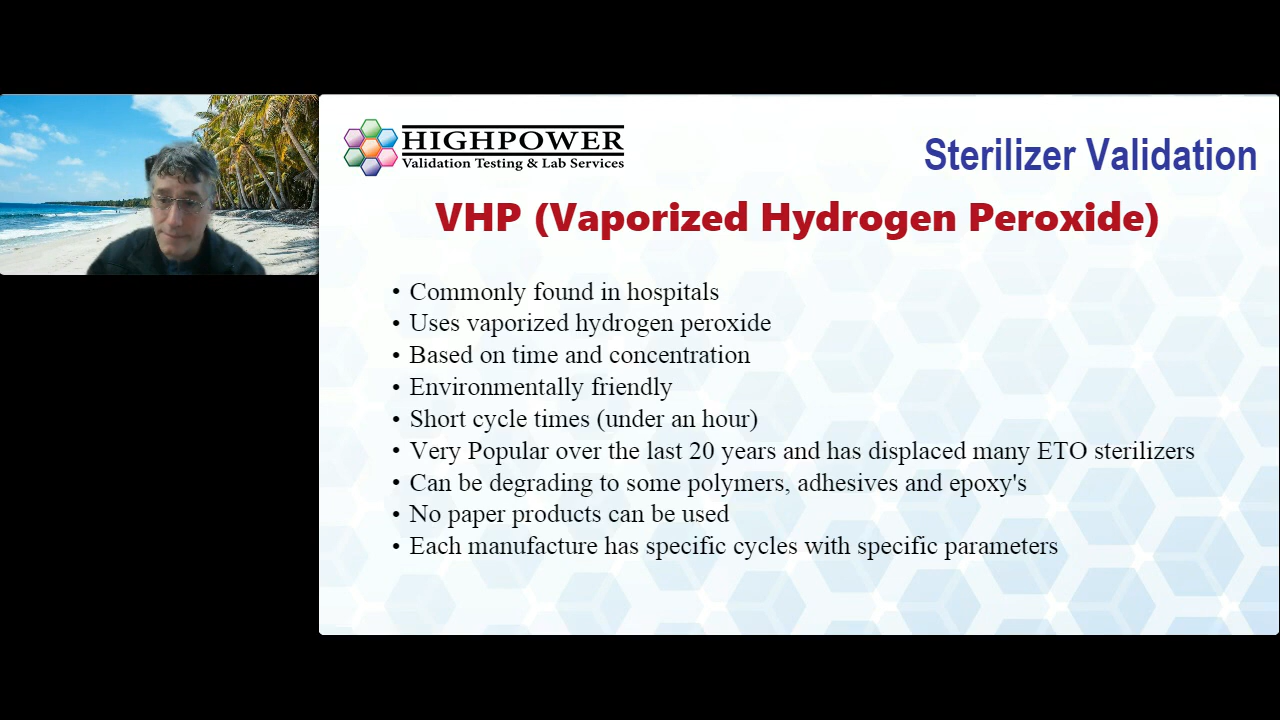 HIGHPOWER
Validation Testing & Lab Services
Sterilizer Validation
VHP (Vaporized Hydrogen Peroxide)
• Commonly found in hospitals
• Uses vaporized hydrogen peroxide
• Based on time and concentration
• Environmentally friendly
• Short cycle times (under an hour)
• Very Popular over the last 20 years and has displaced many ETO sterilizers
• Can be degrading to some polymers, adhesives and epoxy's
• No paper products can be used
• Each manufacture has specific cycles with specific parameters